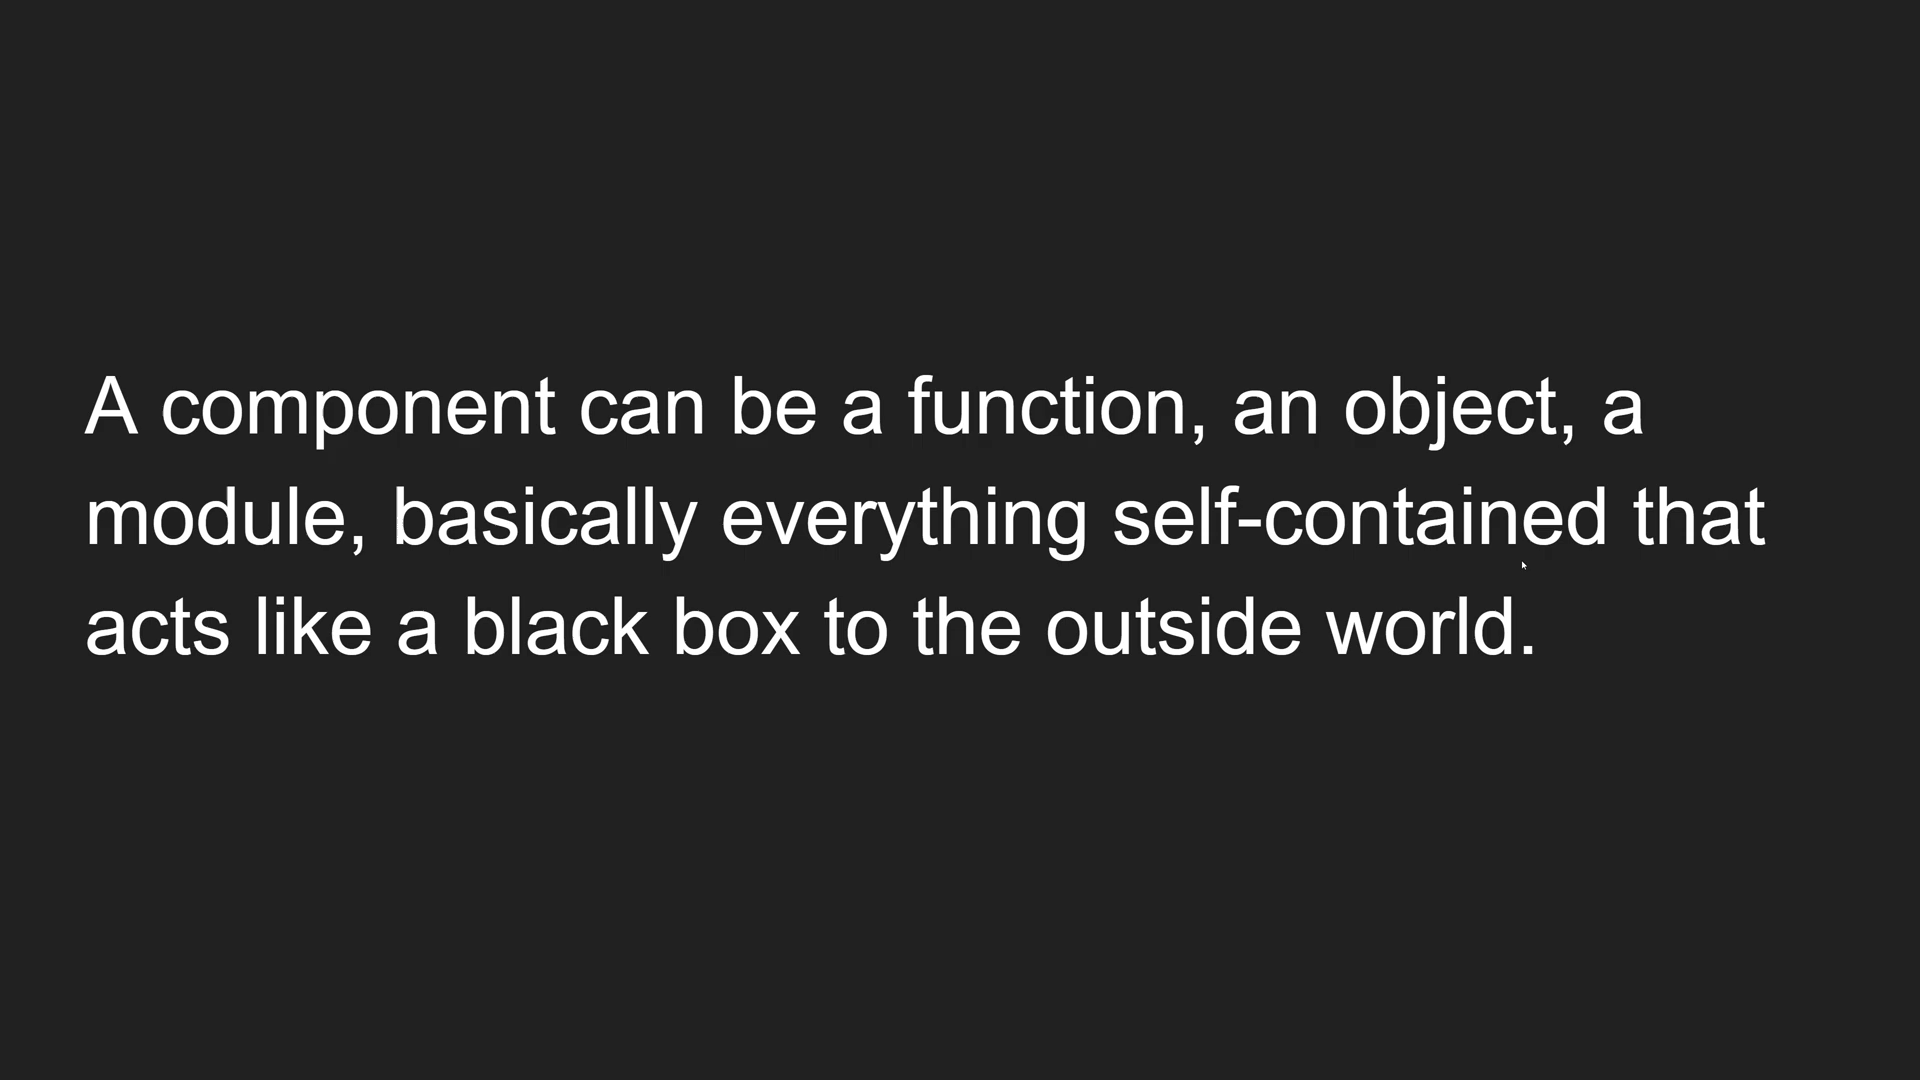 A component can be a function, an object, a
module, basically everything self-contained that
acts like a black box to the outside world.